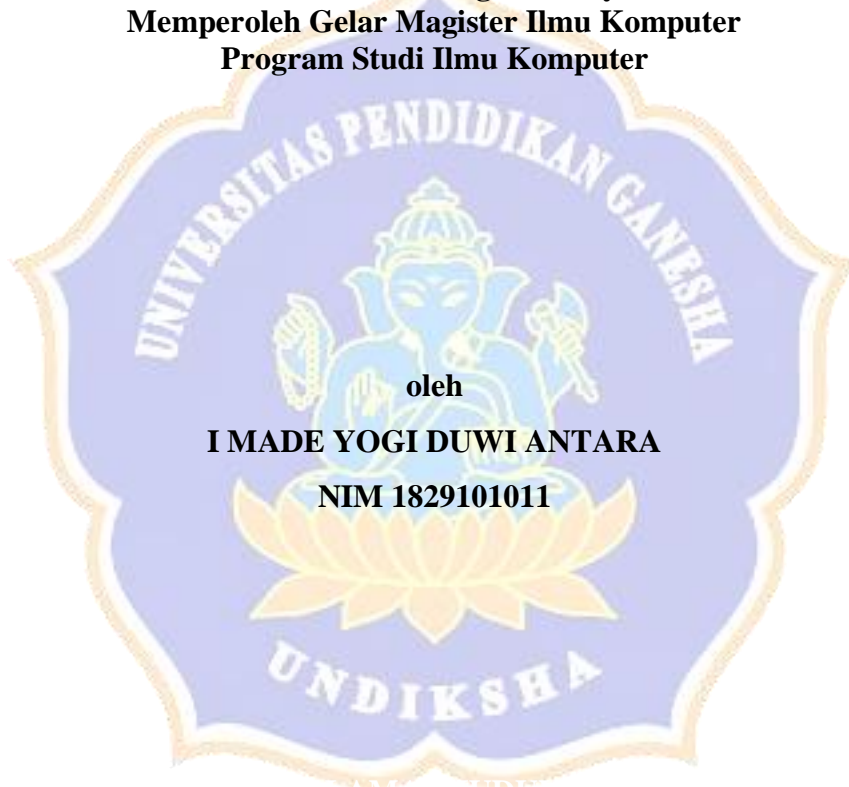 Memperoleh Gelar Magister Ilmu Komputer
Program Studi Ilmu Komputer
UNIVERSITAS PENDIDIKAN GANESHA
oleh
I MADE YOGI DUWI ANTARA
NIM 1829101011
UNDIKSHA